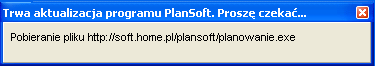 Trwa aktualizacja programu PlanSoft. Proszę czekać...
Pobieranie pliku http://soft.home.pl/plansoft/planowanie.exe